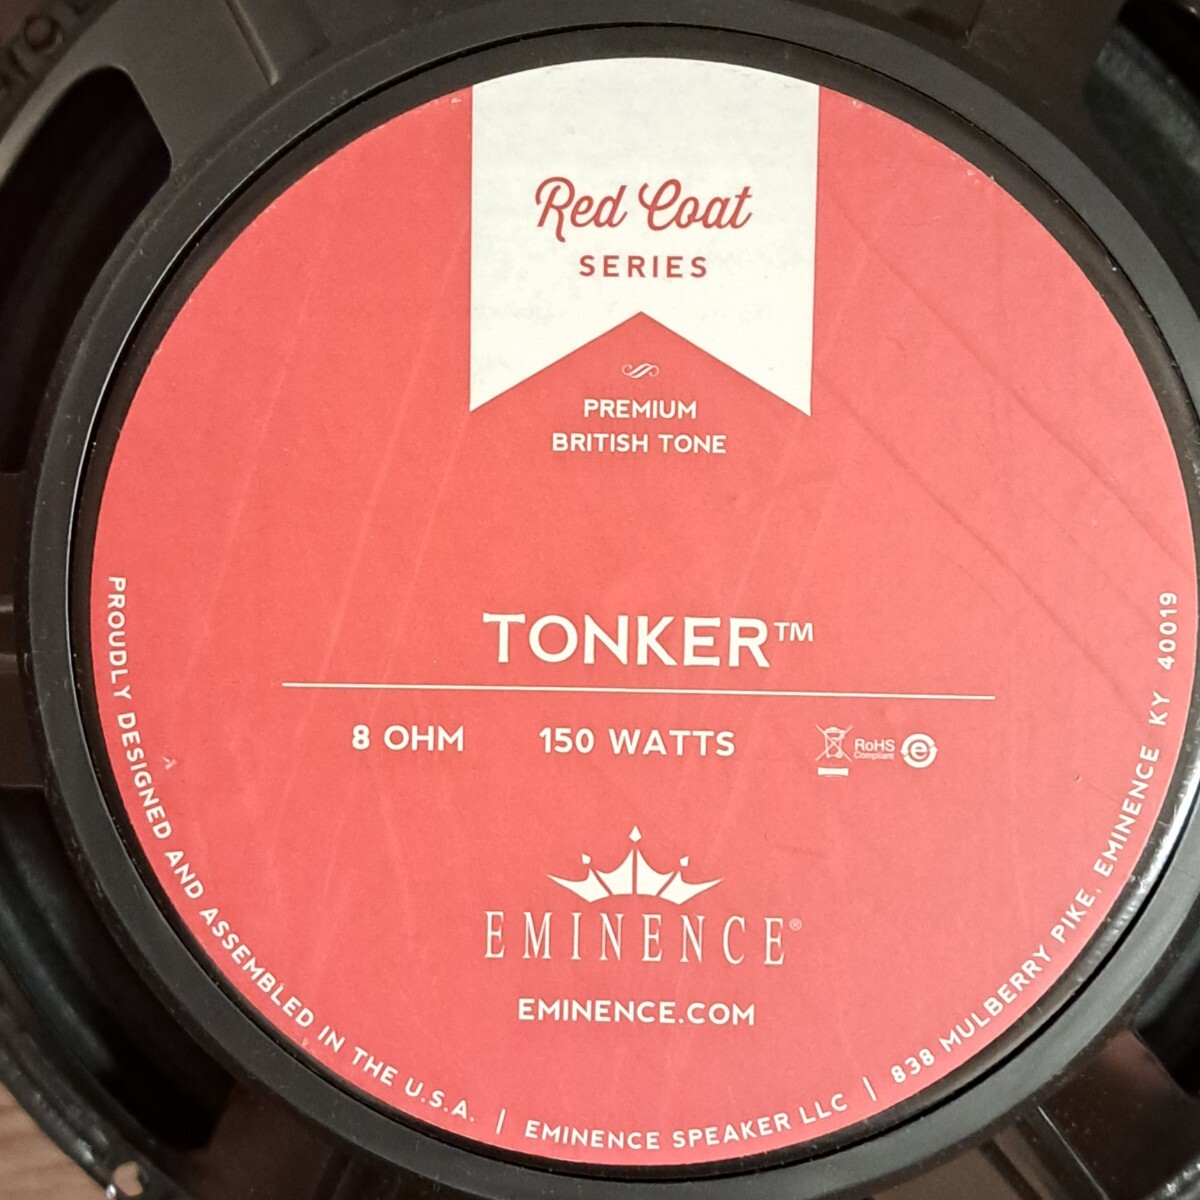 Red Coat
SERIES
PREMIUM
BRITISH TONE
TONKER™
8 OHM 150 WATTS
RoHS
Compliant
e
EMINENCE®
EMINENCE.COM
PROUDLY DESIGNED AND ASSEMBLED IN THE U.S.A. | EMINENCE SPEAKER LLC | 838 MULBERRY PIKE, EMINENCE KY 40019